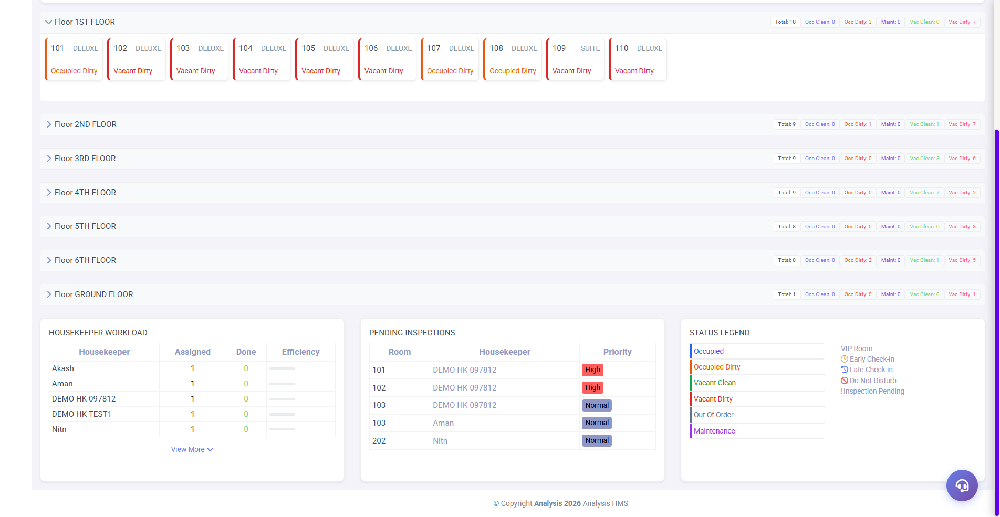 Floor 1ST FLOOR Total: 10 Occ Clean: 0 Occ Dirty: 3 Maint: 0 Vac Clean: 0 Vac Dirty: 7
101 DELUXE 102 DELUXE 103 DELUXE 104 DELUXE 105 DELUXE 106 DELUXE 107 DELUXE 108 DELUXE 109 SUITE 110 DELUXE
Occupied Dirty Vacant Dirty Vacant Dirty Vacant Dirty Vacant Dirty Vacant Dirty Occupied Dirty Occupied Dirty Vacant Dirty Vacant Dirty
Floor 2ND FLOOR Total: 9 Occ Clean: 0 Occ Dirty: 1 Maint: 0 Vac Clean: 1 Vac Dirty: 7
Floor 3RD FLOOR Total: 9 Occ Clean: 0 Occ Dirty: 0 Maint: 0 Vac Clean: 3 Vac Dirty: 6
Floor 4TH FLOOR Total: 9 Occ Clean: 0 Occ Dirty: 0 Maint: 0 Vac Clean: 7 Vac Dirty: 2
Floor 5TH FLOOR Total: 8 Occ Clean: 0 Occ Dirty: 0 Maint: 0 Vac Clean: 0 Vac Dirty: 8
Floor 6TH FLOOR Total: 8 Occ Clean: 0 Occ Dirty: 2 Maint: 0 Vac Clean: 1 Vac Dirty: 5
Floor GROUND FLOOR Total: 1 Occ Clean: 0 Occ Dirty: 0 Maint: 0 Vac Clean: 0 Vac Dirty: 1
HOUSEKEEPER WORKLOAD
Housekeeper Assigned Done Efficiency
Akash 1 0
Aman 1 0
DEMO HK 097812 1 0
DEMO HK TEST1 1 0
Nitn 1 0
View More
PENDING INSPECTIONS
Room Housekeeper Priority
101 DEMO HK 097812 High
102 DEMO HK 097812 High
103 DEMO HK 097812 Normal
103 Aman Normal
202 Nitn Normal
STATUS LEGEND
Occupied
Occupied Dirty
Vacant Clean
Vacant Dirty
Out Of Order
Maintenance
VIP Room
Early Check-in
Late Check-in
Do Not Disturb
Inspection Pending
© Copyright Analysis 2026 Analysis HMS